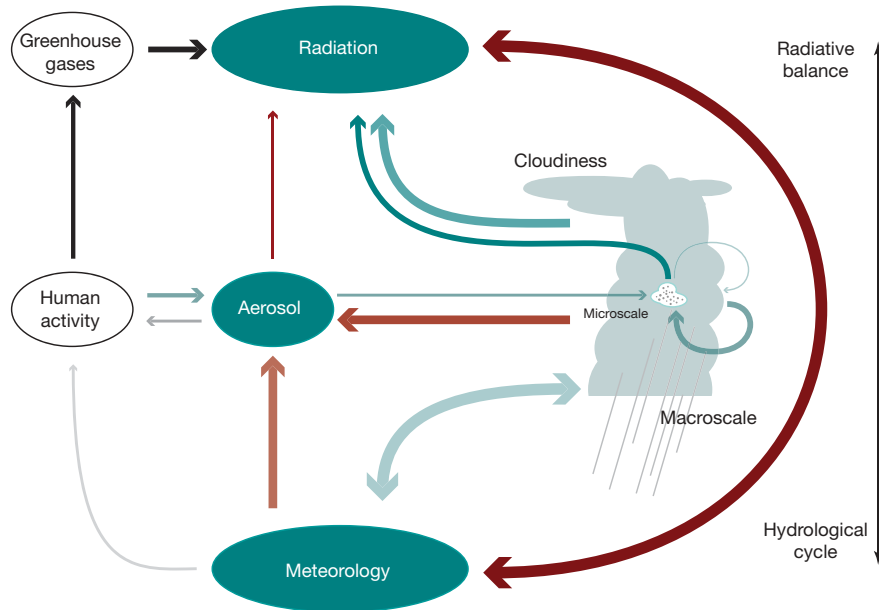 Greenhouse
gases
Radiation
Radiative
balance
Cloudiness
Human
activity
Aerosol
Microscale
Macroscale
Hydrological
cycle
Meteorology